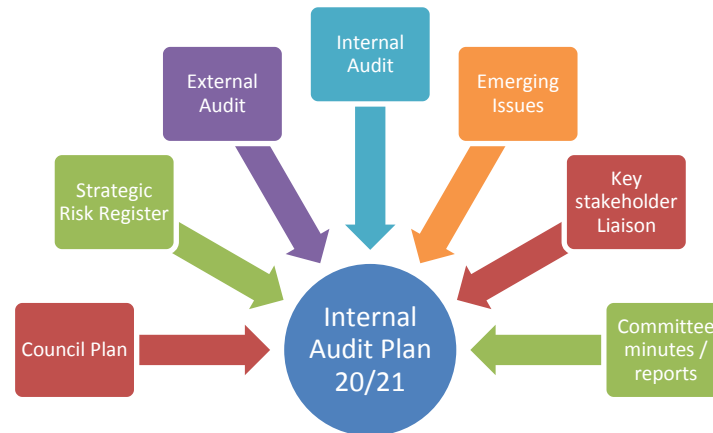 Internal
Audit
External
Audit
Emerging
Issues
Strategic
Risk Register
Key
stakeholder
Liaison
Council Plan
Internal
Audit Plan
20/21
Committee
minutes /
reports